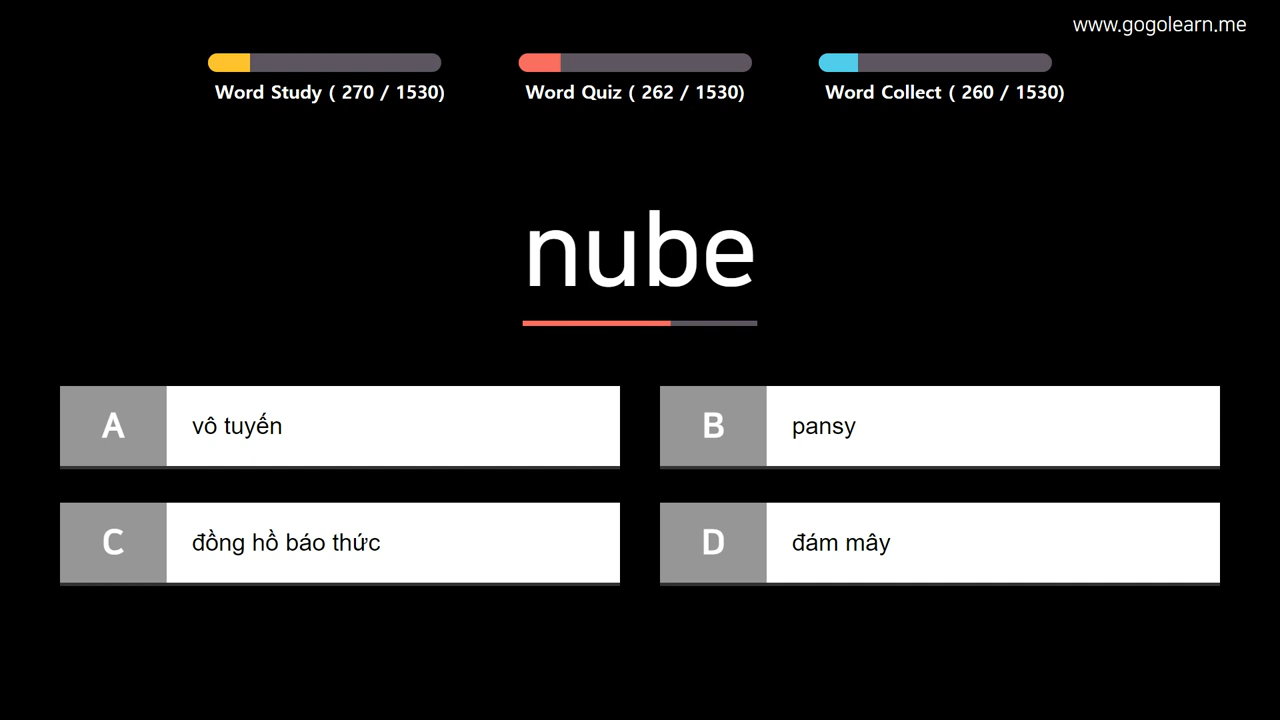 www.gogolearn.me
Word Study ( 270 / 1530)
Word Quiz ( 262 / 1530)
Word Collect ( 260 / 1530)
nube
A vô tuyến
B pansy
C đồng hồ báo thức
D đám mây